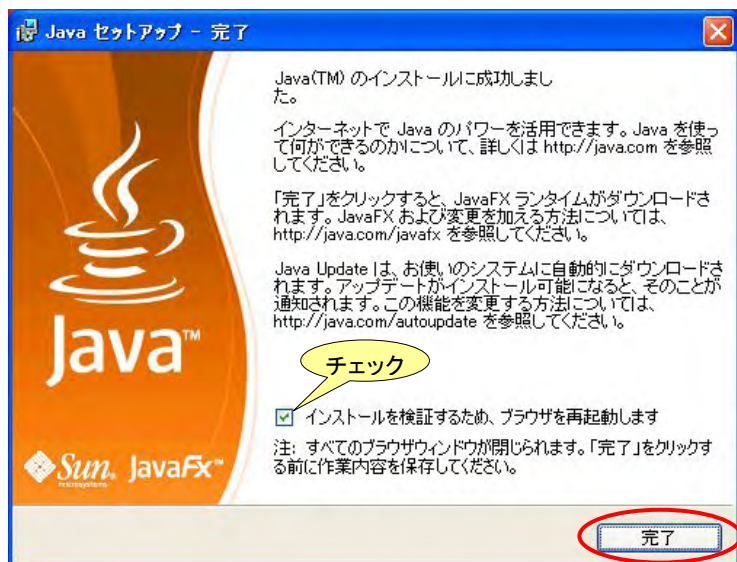 Java セットアップ - 完了
Java(TM) のインストールに成功しまし
た。
インターネットで Java のパワーを活用できます。Java を使っ
て何ができるのかについて、詳しくは http://java.com を参照
してください。
「完了」をクリックすると、JavaFX ランタイムがダウンロードさ
れます。JavaFX および変更を加える方法については、
http://java.com/javafx を参照してください。
Java Update は、お使いのシステムに自動的にダウンロードさ
れます。アップデートがインストール可能になると、そのことが
通知されます。この機能を変更する方法については、
http://java.com/autoupdate を参照してください。
Java™
チェック
インストールを検証するため、ブラウザを再起動します
注: すべてのブラウザウィンドウが閉じられます。「完了」をクリックす
る前に作業内容を保存してください。
Sun. JavaFx™
microsystems
完了